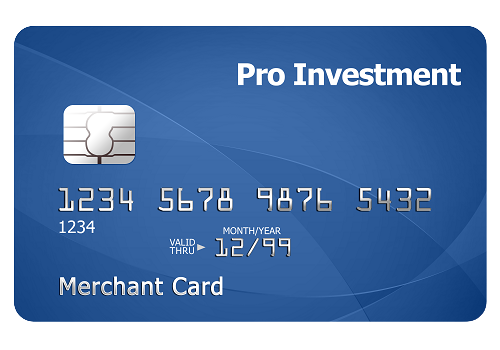 Pro Investment
1234 5678 9876 5432
1234
MONTH/YEAR
VALID
THRU
12/99
Merchant Card